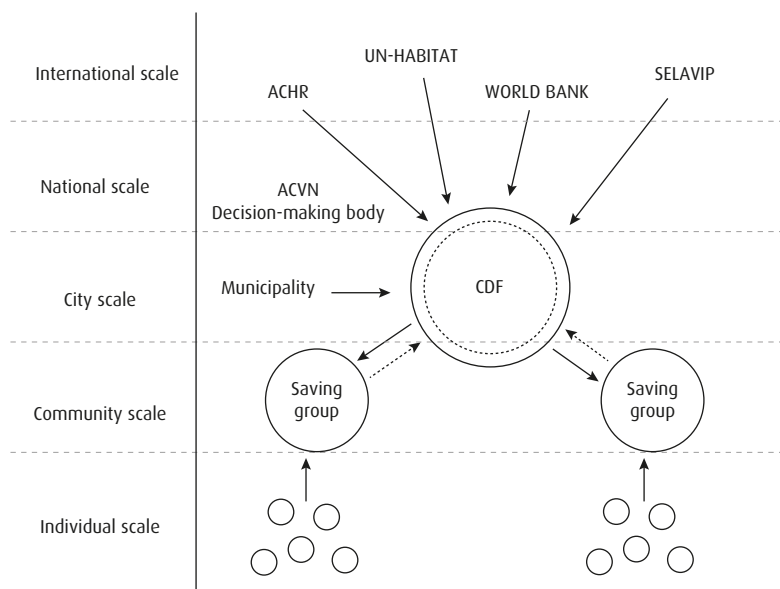 International scale
UN-HABITAT
ACHR
WORLD BANK
SELAVIP
National scale
ACVN
Decision-making body
City scale
Municipality
CDF
Community scale
Saving
group
Saving
group
Individual scale